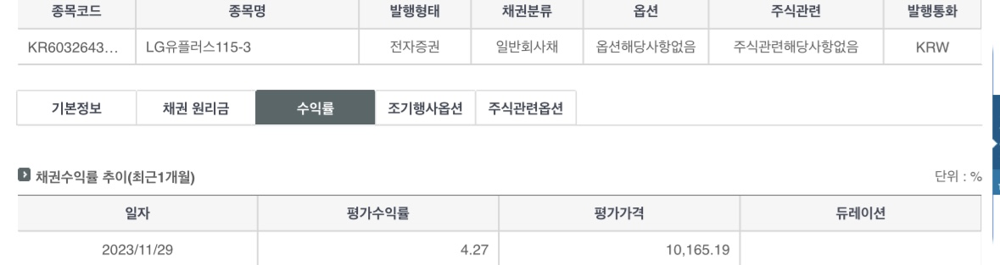 종목코드 종목명 발행형태 채권분류 옵션 주식관련 발행통화
KR6032643... LG유플러스115-3 전자증권 일반회사채 옵션해당사항없음 주식관련해당사항없음 KRW
기본정보 채권 원리금 수익률 조기행사옵션 주식관련옵션
채권수익률 추이(최근1개월) 단위 : %
일자 평가수익률 평가가격 듀레이션
2023/11/29 4.27 10,165.19